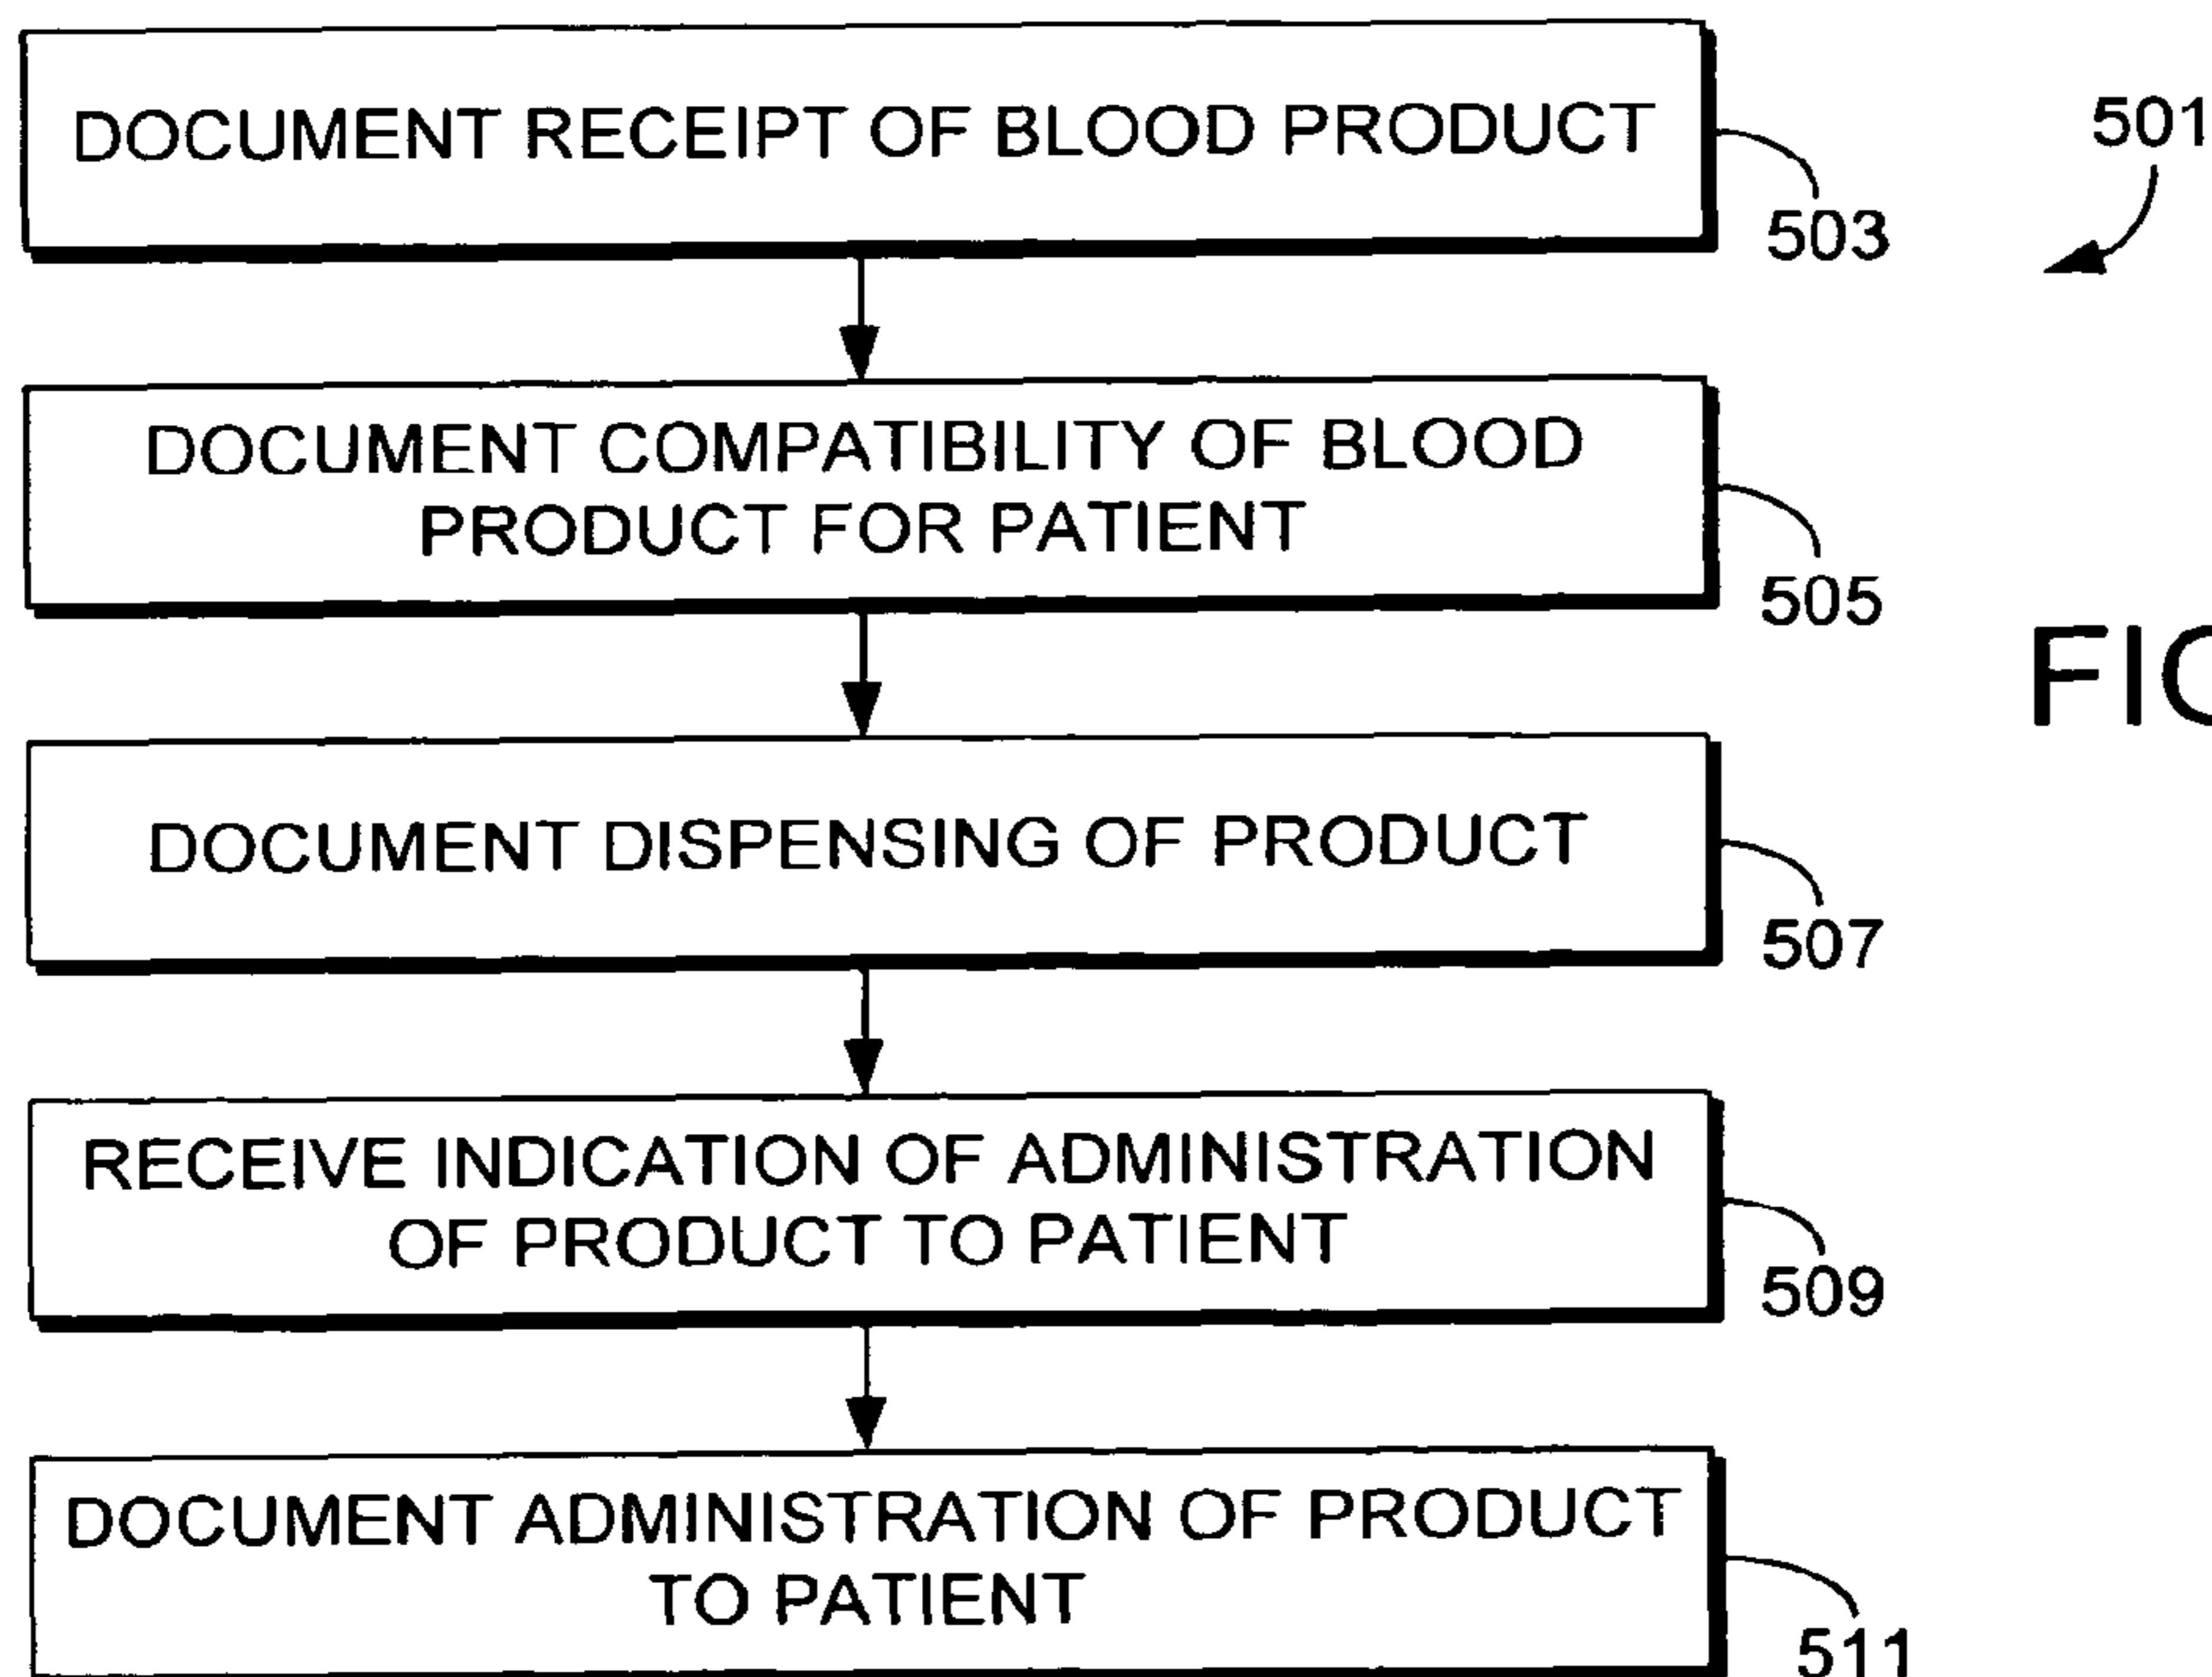 DOCUMENT RECEIPT OF BLOOD PRODUCT
501
503
DOCUMENT COMPATIBILITY OF BLOOD
PRODUCT FOR PATIENT
505
DOCUMENT DISPENSING OF PRODUCT
507
RECEIVE INDICATION OF ADMINISTRATION
OF PRODUCT TO PATIENT
509
DOCUMENT ADMINISTRATION OF PRODUCT
TO PATIENT
511